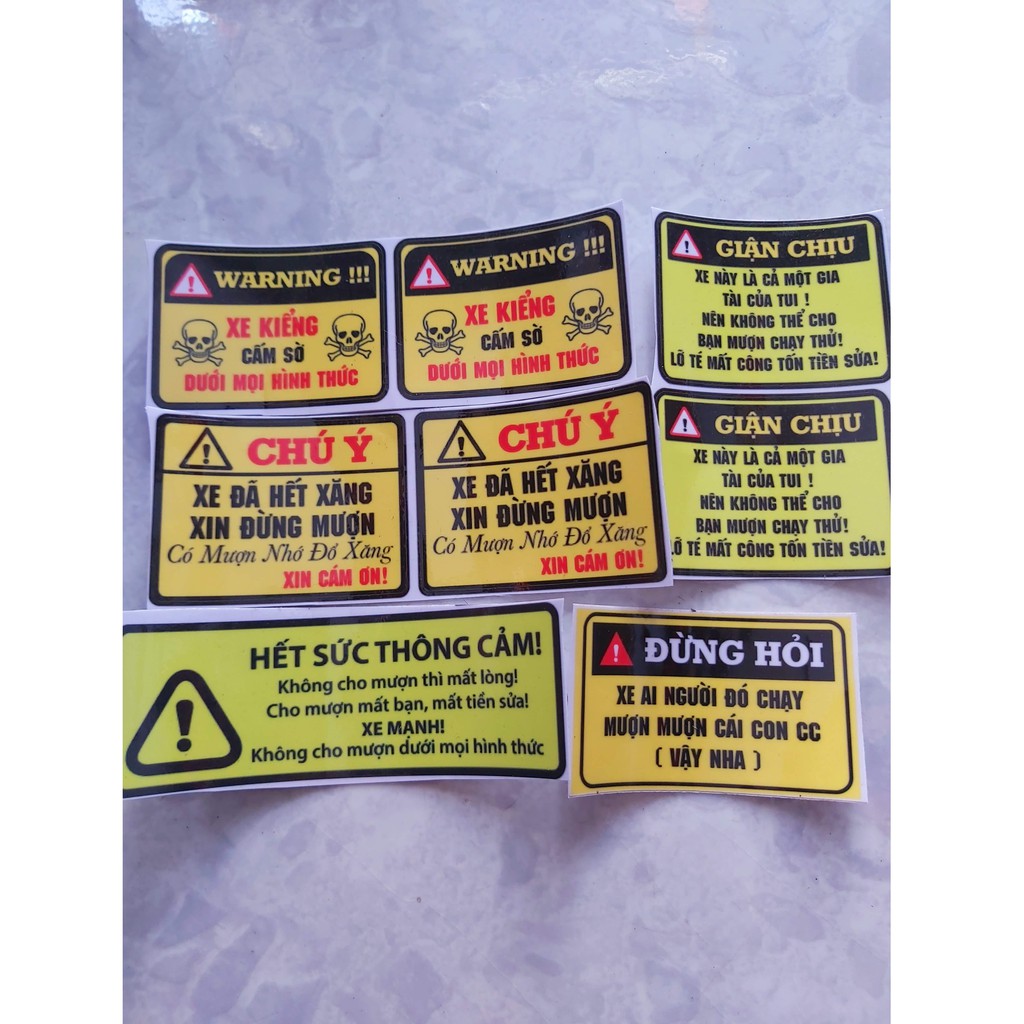 WARNING !!!
XE KIỂNG
CẤM SỜ
DƯỚI MỌI HÌNH THỨC
WARNING !!!
XE KIỂNG
CẤM SỜ
DƯỚI MỌI HÌNH THỨC
GIẬN CHỊU
XE NÀY LÀ CẢ MỘT GIA
TÀI CỦA TUI !
NÊN KHÔNG THỂ CHO
BẠN MƯỢN CHẠY THỬ!
LỠ TÉ MẤT CÔNG TỐN TIỀN SỬA!
CHÚ Ý
XE ĐÃ HẾT XĂNG
XIN ĐỪNG MƯỢN
Có Mượn Nhớ Đổ Xăng
XIN CÁM ƠN!
CHÚ Ý
XE ĐÃ HẾT XĂNG
XIN ĐỪNG MƯỢN
Có Mượn Nhớ Đổ Xăng
XIN CÁM ƠN!
GIẬN CHỊU
XE NÀY LÀ CẢ MỘT GIA
TÀI CỦA TUI !
NÊN KHÔNG THỂ CHO
BẠN MƯỢN CHẠY THỬ!
LỠ TÉ MẤT CÔNG TỐN TIỀN SỬA!
HẾT SỨC THÔNG CẢM!
Không cho mượn thì mất lòng!
Cho mượn mất bạn, mất tiền sửa!
XE MẠNH!
Không cho mượn dưới mọi hình thức
ĐỪNG HỎI
XE AI NGƯỜI ĐÓ CHẠY
MƯỢN MƯỢN CÁI CON CC
( VẬY NHA )